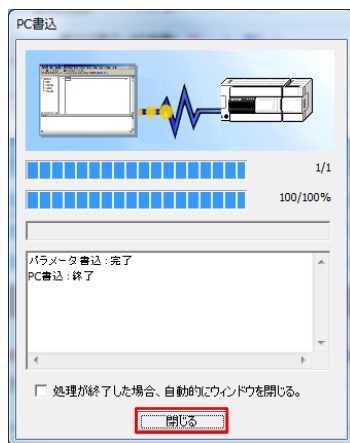 PC書込
1/1
100/100%
パラメータ書込 : 完了
PC書込 : 終了
処理が終了した場合、自動的にウィンドウを閉じる。
閉じる